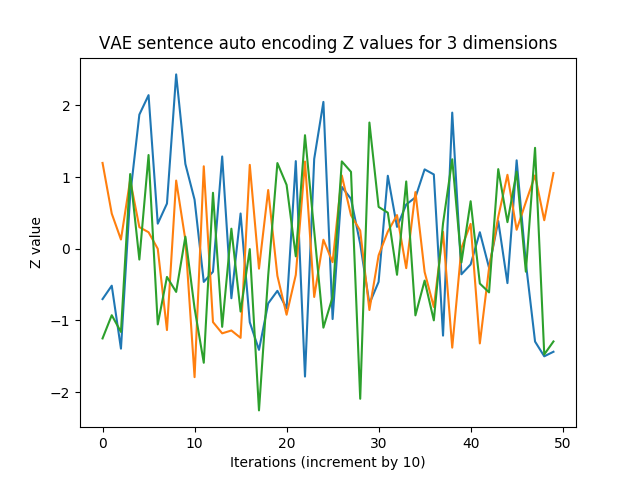 VAE sentence auto encoding Z values for 3 dimensions
Z value
2
1
0
−1
−2
0 10 20 30 40 50
Iterations (increment by 10)